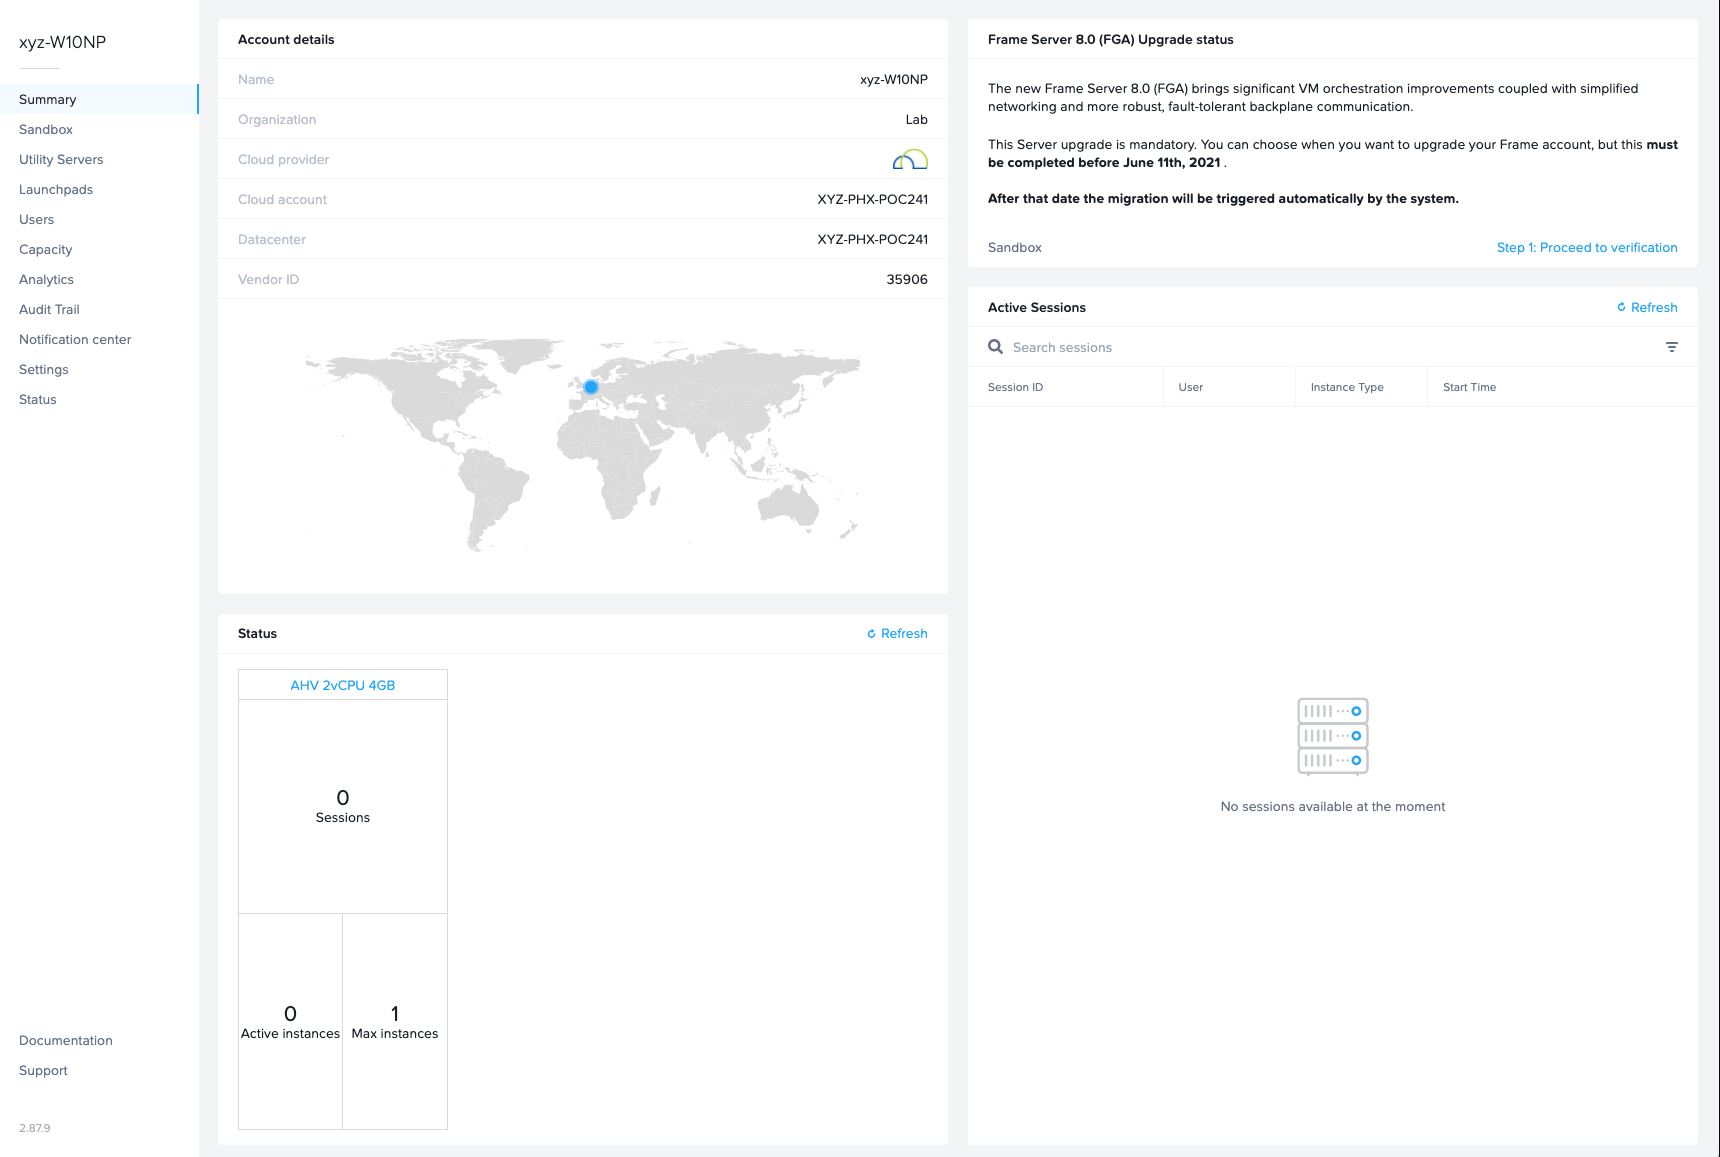 xyz-W10NP
Summary
Sandbox
Utility Servers
Launchpads
Users
Capacity
Analytics
Audit Trail
Notification center
Settings
Status
Documentation
Support
2.87.9
Account details
Name xyz-W10NP
Organization Lab
Cloud provider
Cloud account XYZ-PHX-POC241
Datacenter XYZ-PHX-POC241
Vendor ID 35906
Status Refresh
AHV 2vCPU 4GB
0
Sessions
0 1
Active instances Max instances
Frame Server 8.0 (FGA) Upgrade status
The new Frame Server 8.0 (FGA) brings significant VM orchestration improvements coupled with simplified
networking and more robust, fault-tolerant backplane communication.
This Server upgrade is mandatory. You can choose when you want to upgrade your Frame account, but this must
be completed before June 11th, 2021 .
After that date the migration will be triggered automatically by the system.
Sandbox Step 1: Proceed to verification
Active Sessions Refresh
Search sessions
Session ID User Instance Type Start Time
No sessions available at the moment